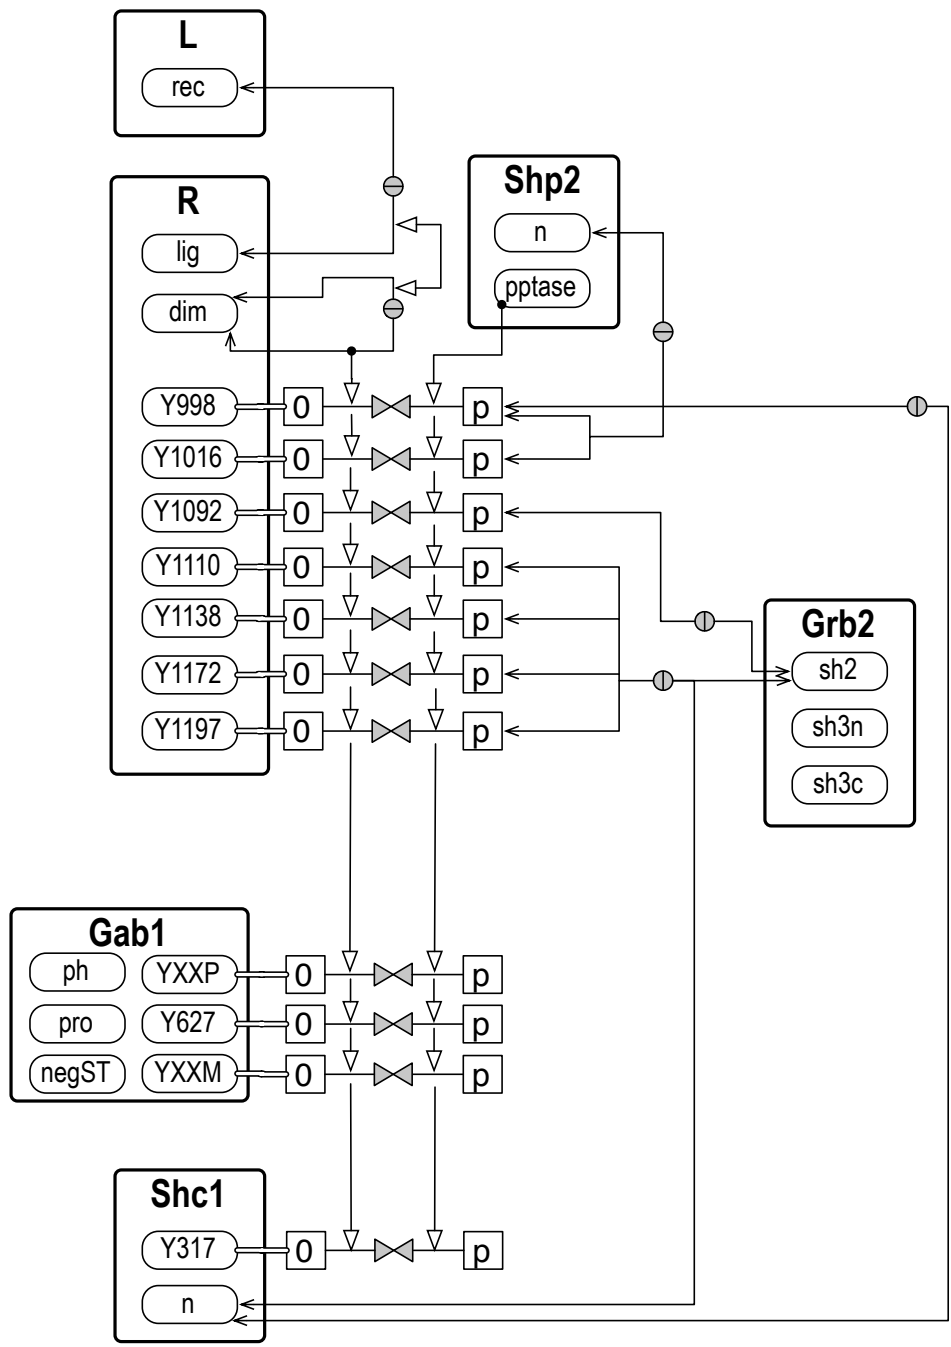 L
rec
R
lig
dim
Shp2
n
pptase
Y998 0 p
Y1016 0 p
Y1092 0 p
Y1110 0 p
Y1138 0 p
Y1172 0 p
Y1197 0 p
Grb2
sh2
sh3n
sh3c
Gab1
ph YXXP 0 p
pro Y627 0 p
negST YXXM 0 p
Shc1
Y317 0 p
n